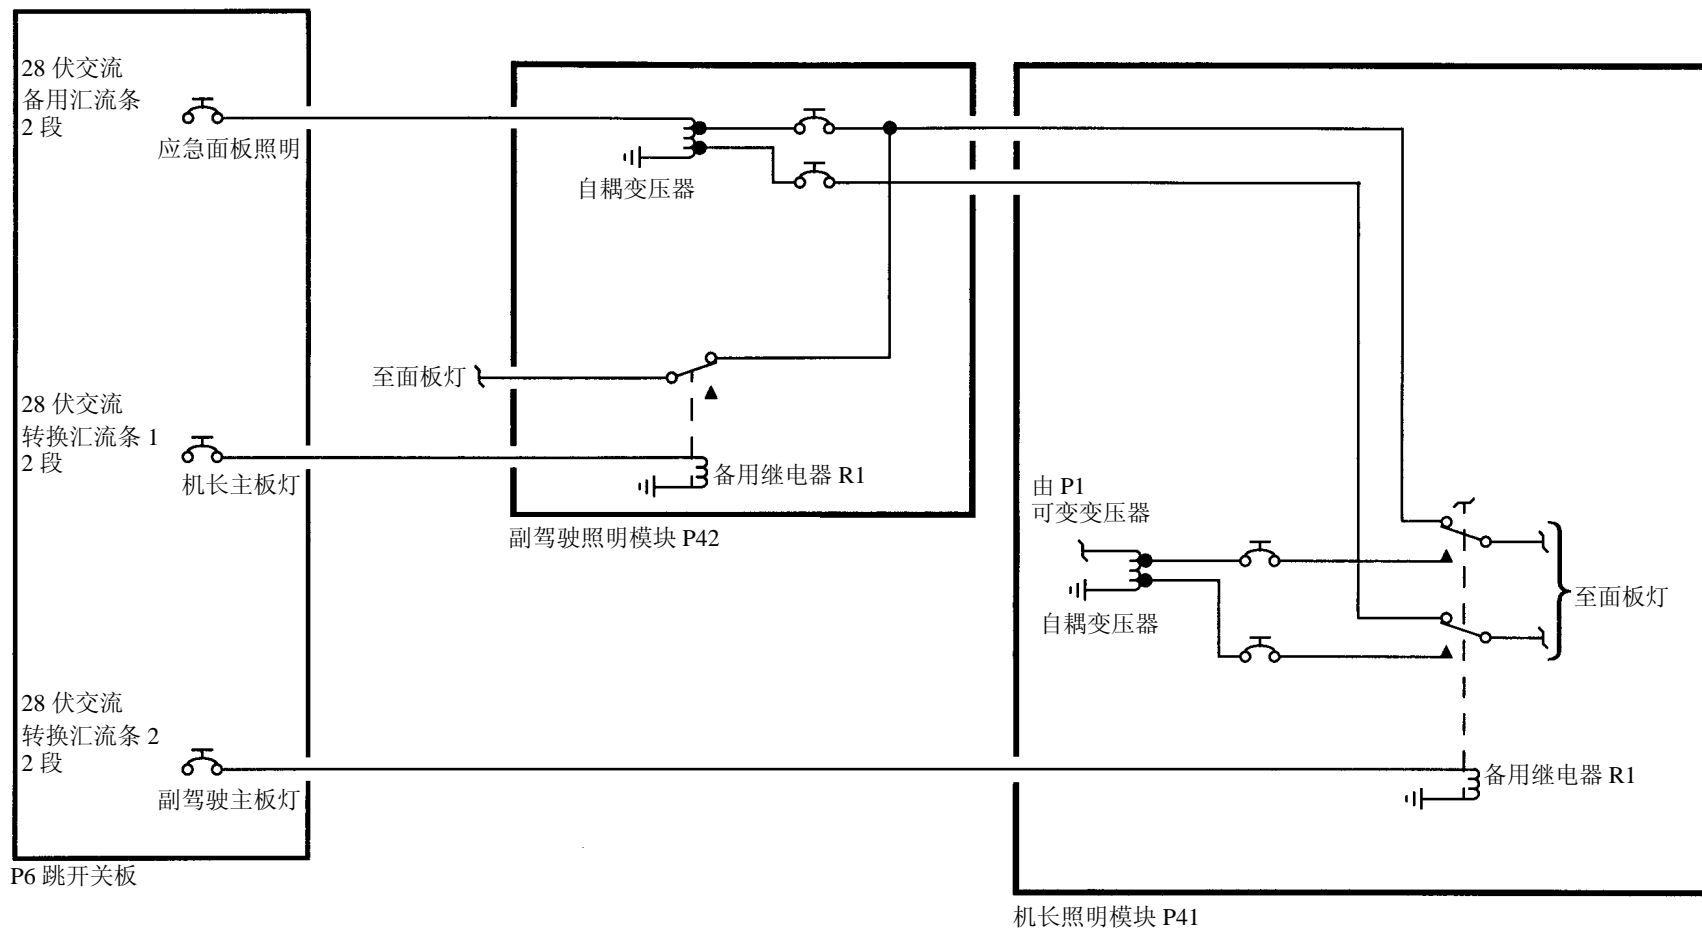 28 伏交流
备用汇流条
2 段
应急面板照明
自耦变压器
至面板灯
28 伏交流
转换汇流条 1
2 段
机长主板灯
备用继电器 R1
副驾驶照明模块 P42
由 P1
可变变压器
自耦变压器
至面板灯
28 伏交流
转换汇流条 2
2 段
副驾驶主板灯
备用继电器 R1
P6 跳开关板
机长照明模块 P41